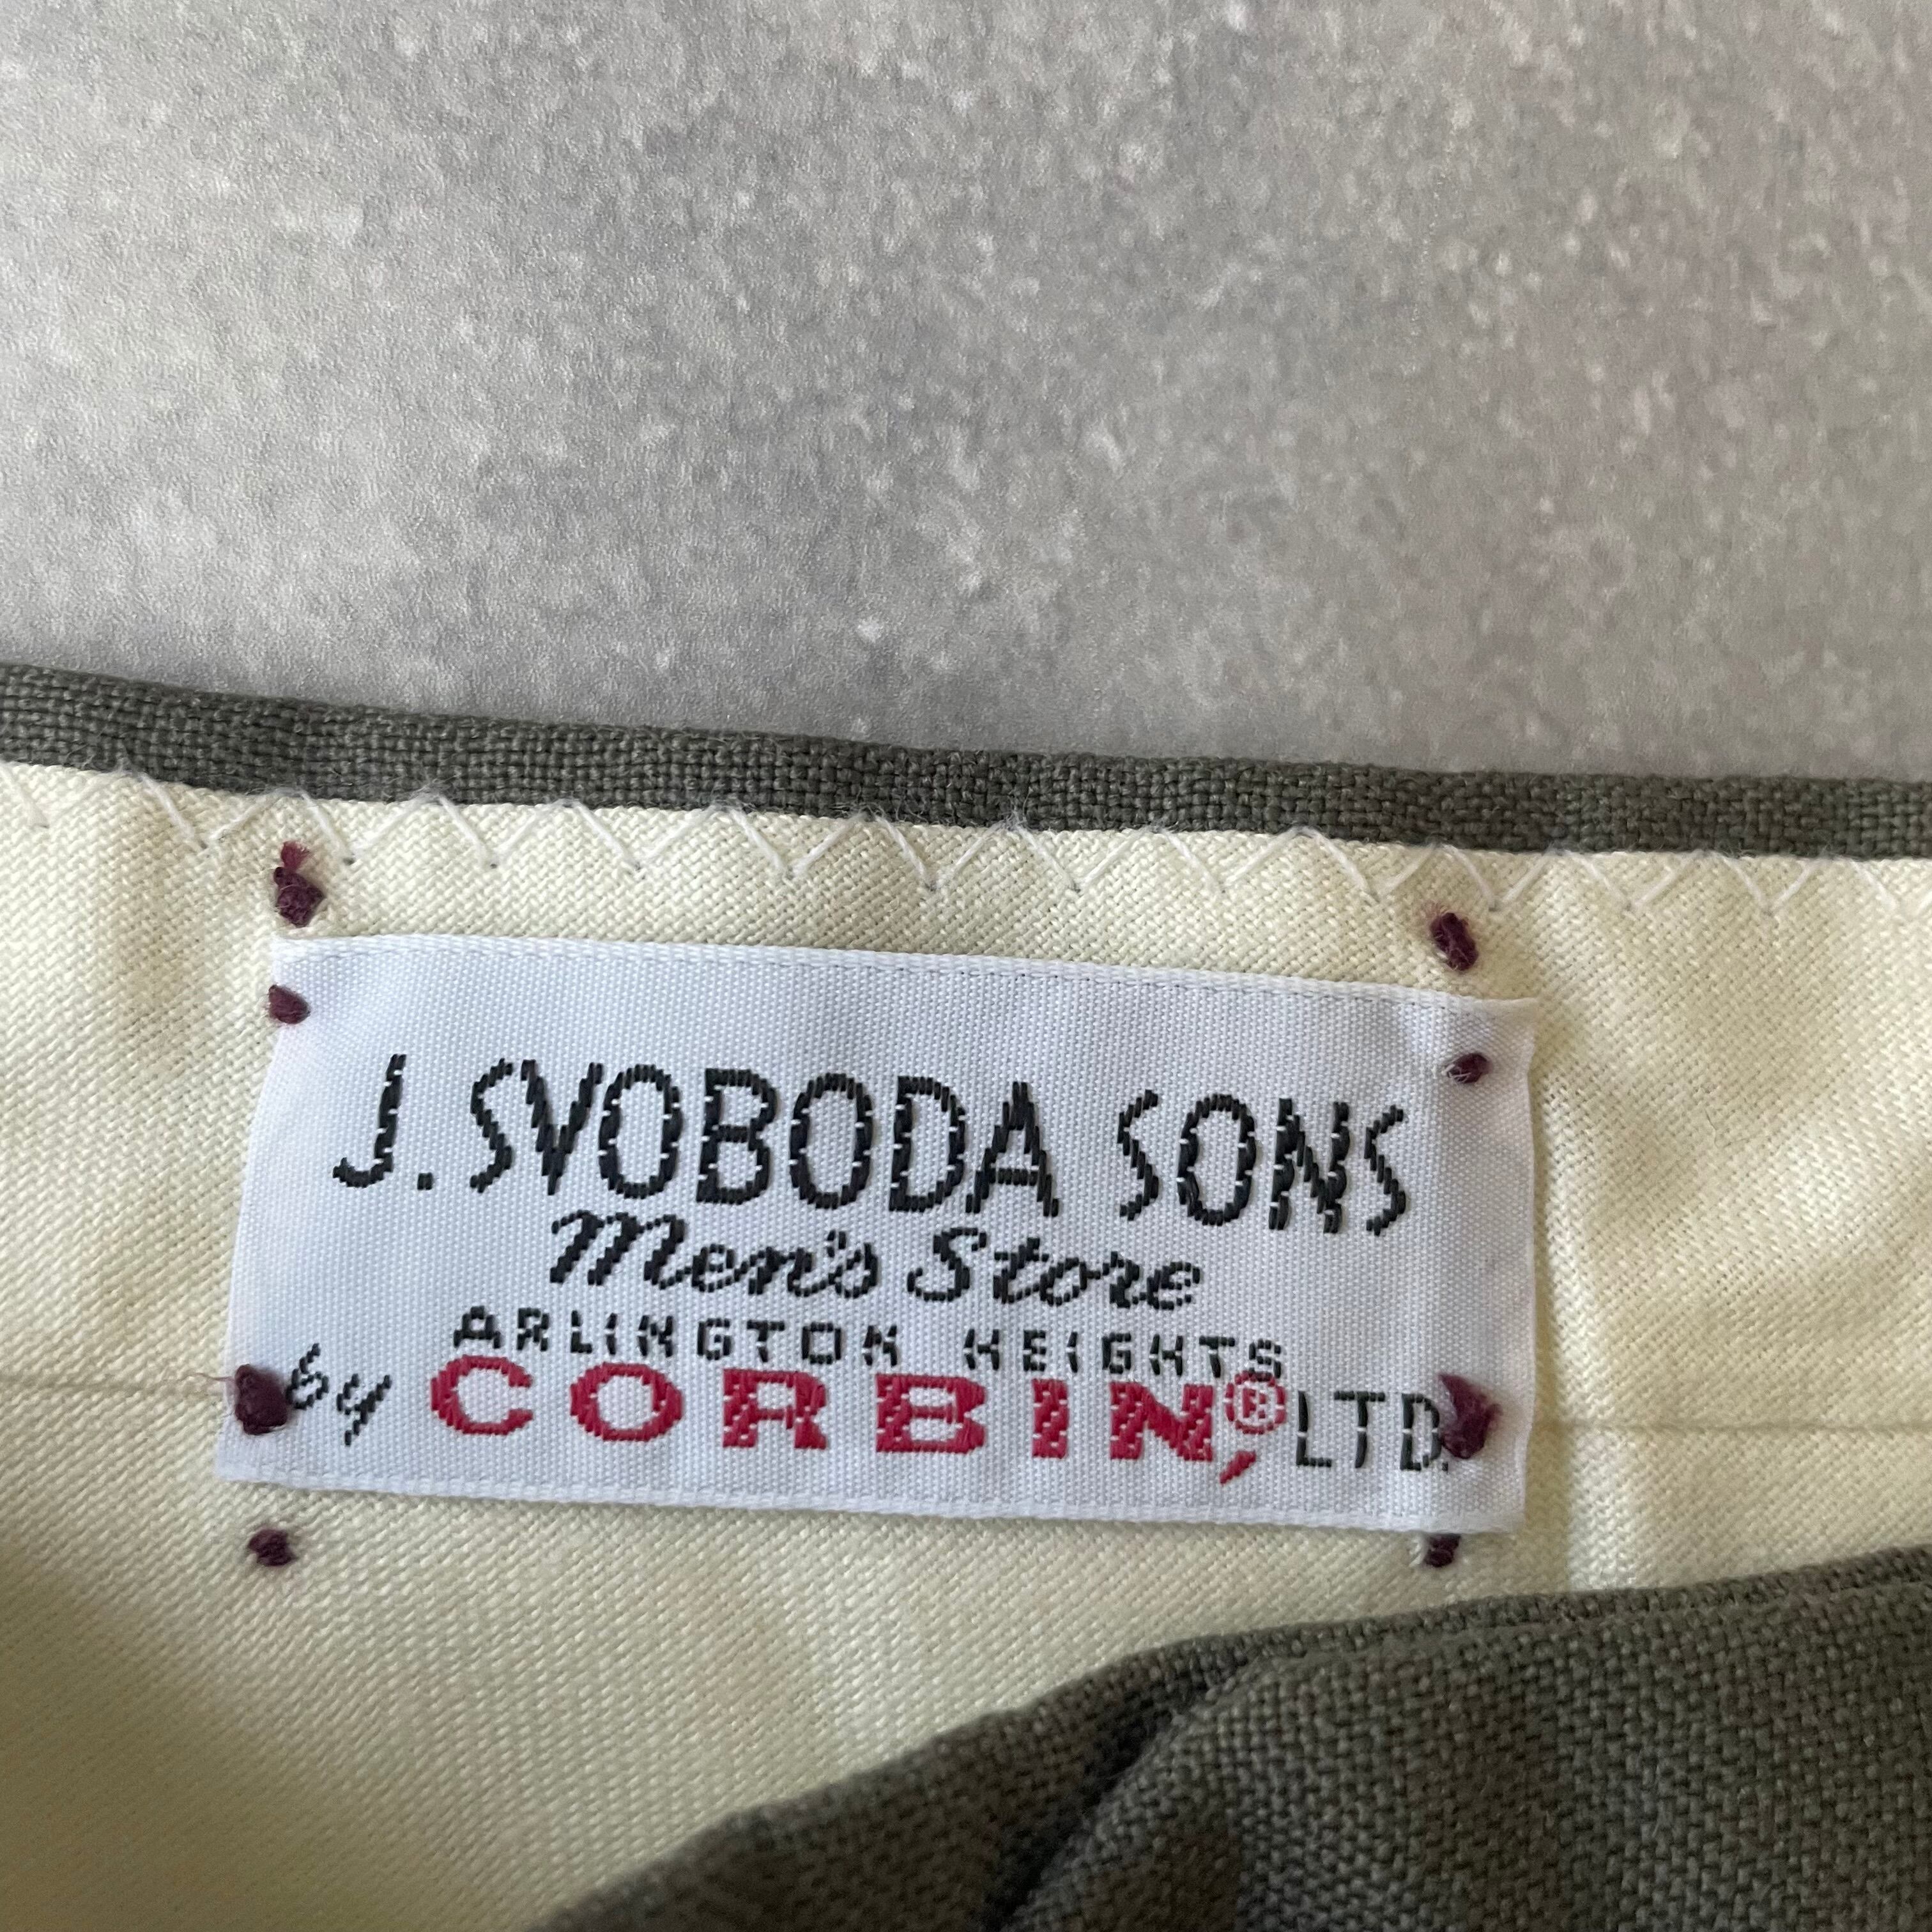 J. SVOBODA SONS
Men's Store
ARLINGTON HEIGHTS
by CORBIN,® LTD.